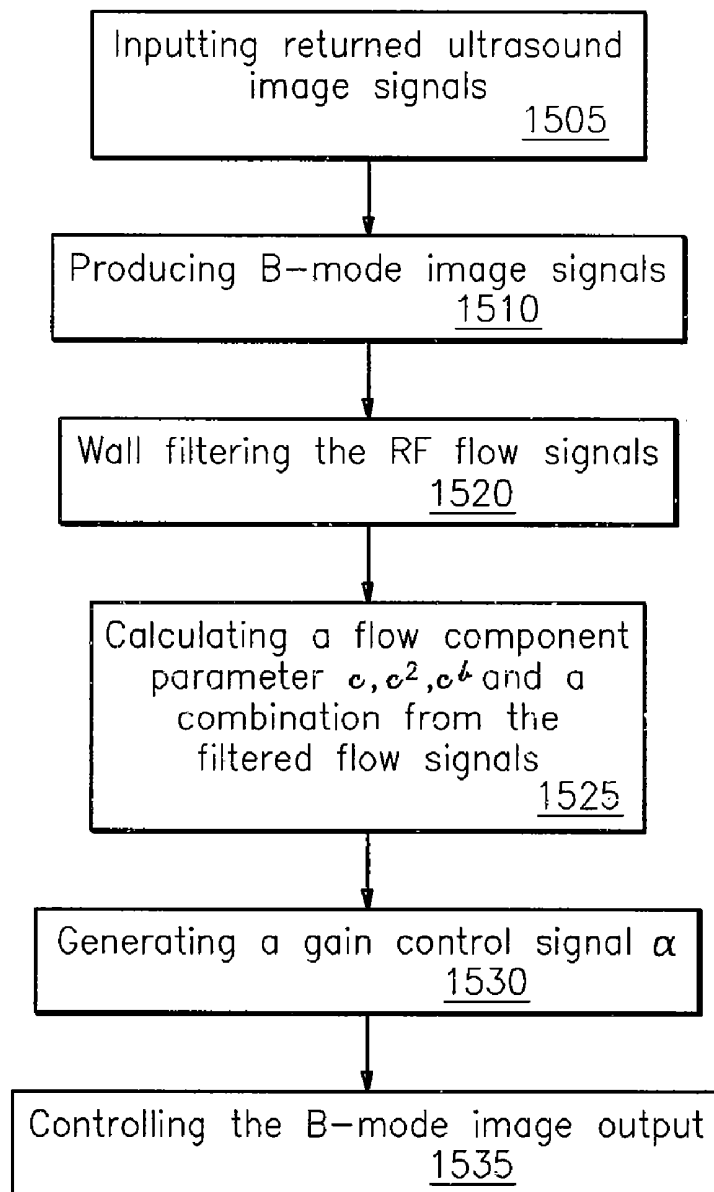 Inputting returned ultrasound
image signals
1505
Producing B-mode image signals
1510
Wall filtering the RF flow signals
1520
Calculating a flow component
parameter c, c², cᵇ and a
combination from the
filtered flow signals
1525
Generating a gain control signal α
1530
Controlling the B-mode image output
1535